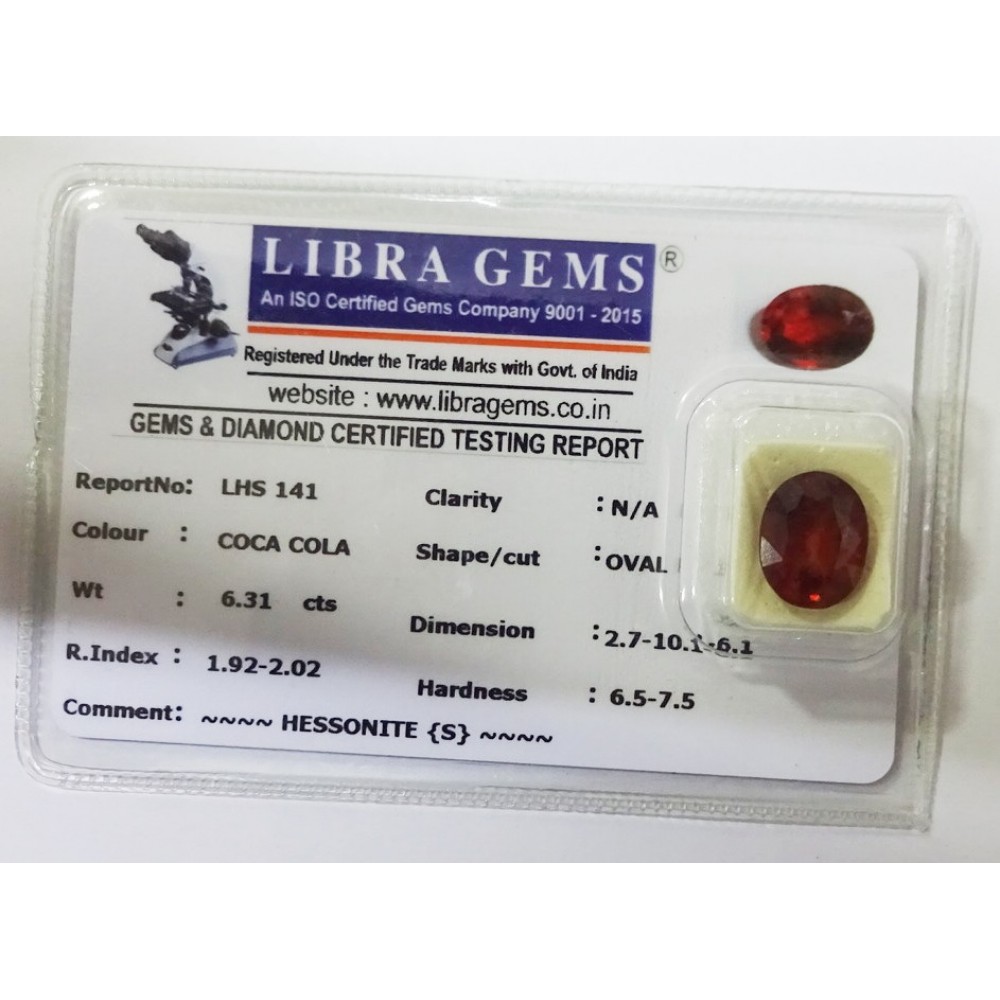 LIBRA GEMS ®
An ISO Certified Gems Company 9001 - 2015
Registered Under the Trade Marks with Govt. of India
website : www.libragems.co.in
GEMS & DIAMOND CERTIFIED TESTING REPORT
ReportNo: LHS 141
Colour : COCA COLA
Wt : 6.31 cts
R.Index : 1.92-2.02
Clarity : N/A
Shape/cut : OVAL
Dimension : 2.7-10.1-6.1
Hardness : 6.5-7.5
Comment: ~~~~ HESSONITE {S} ~~~~